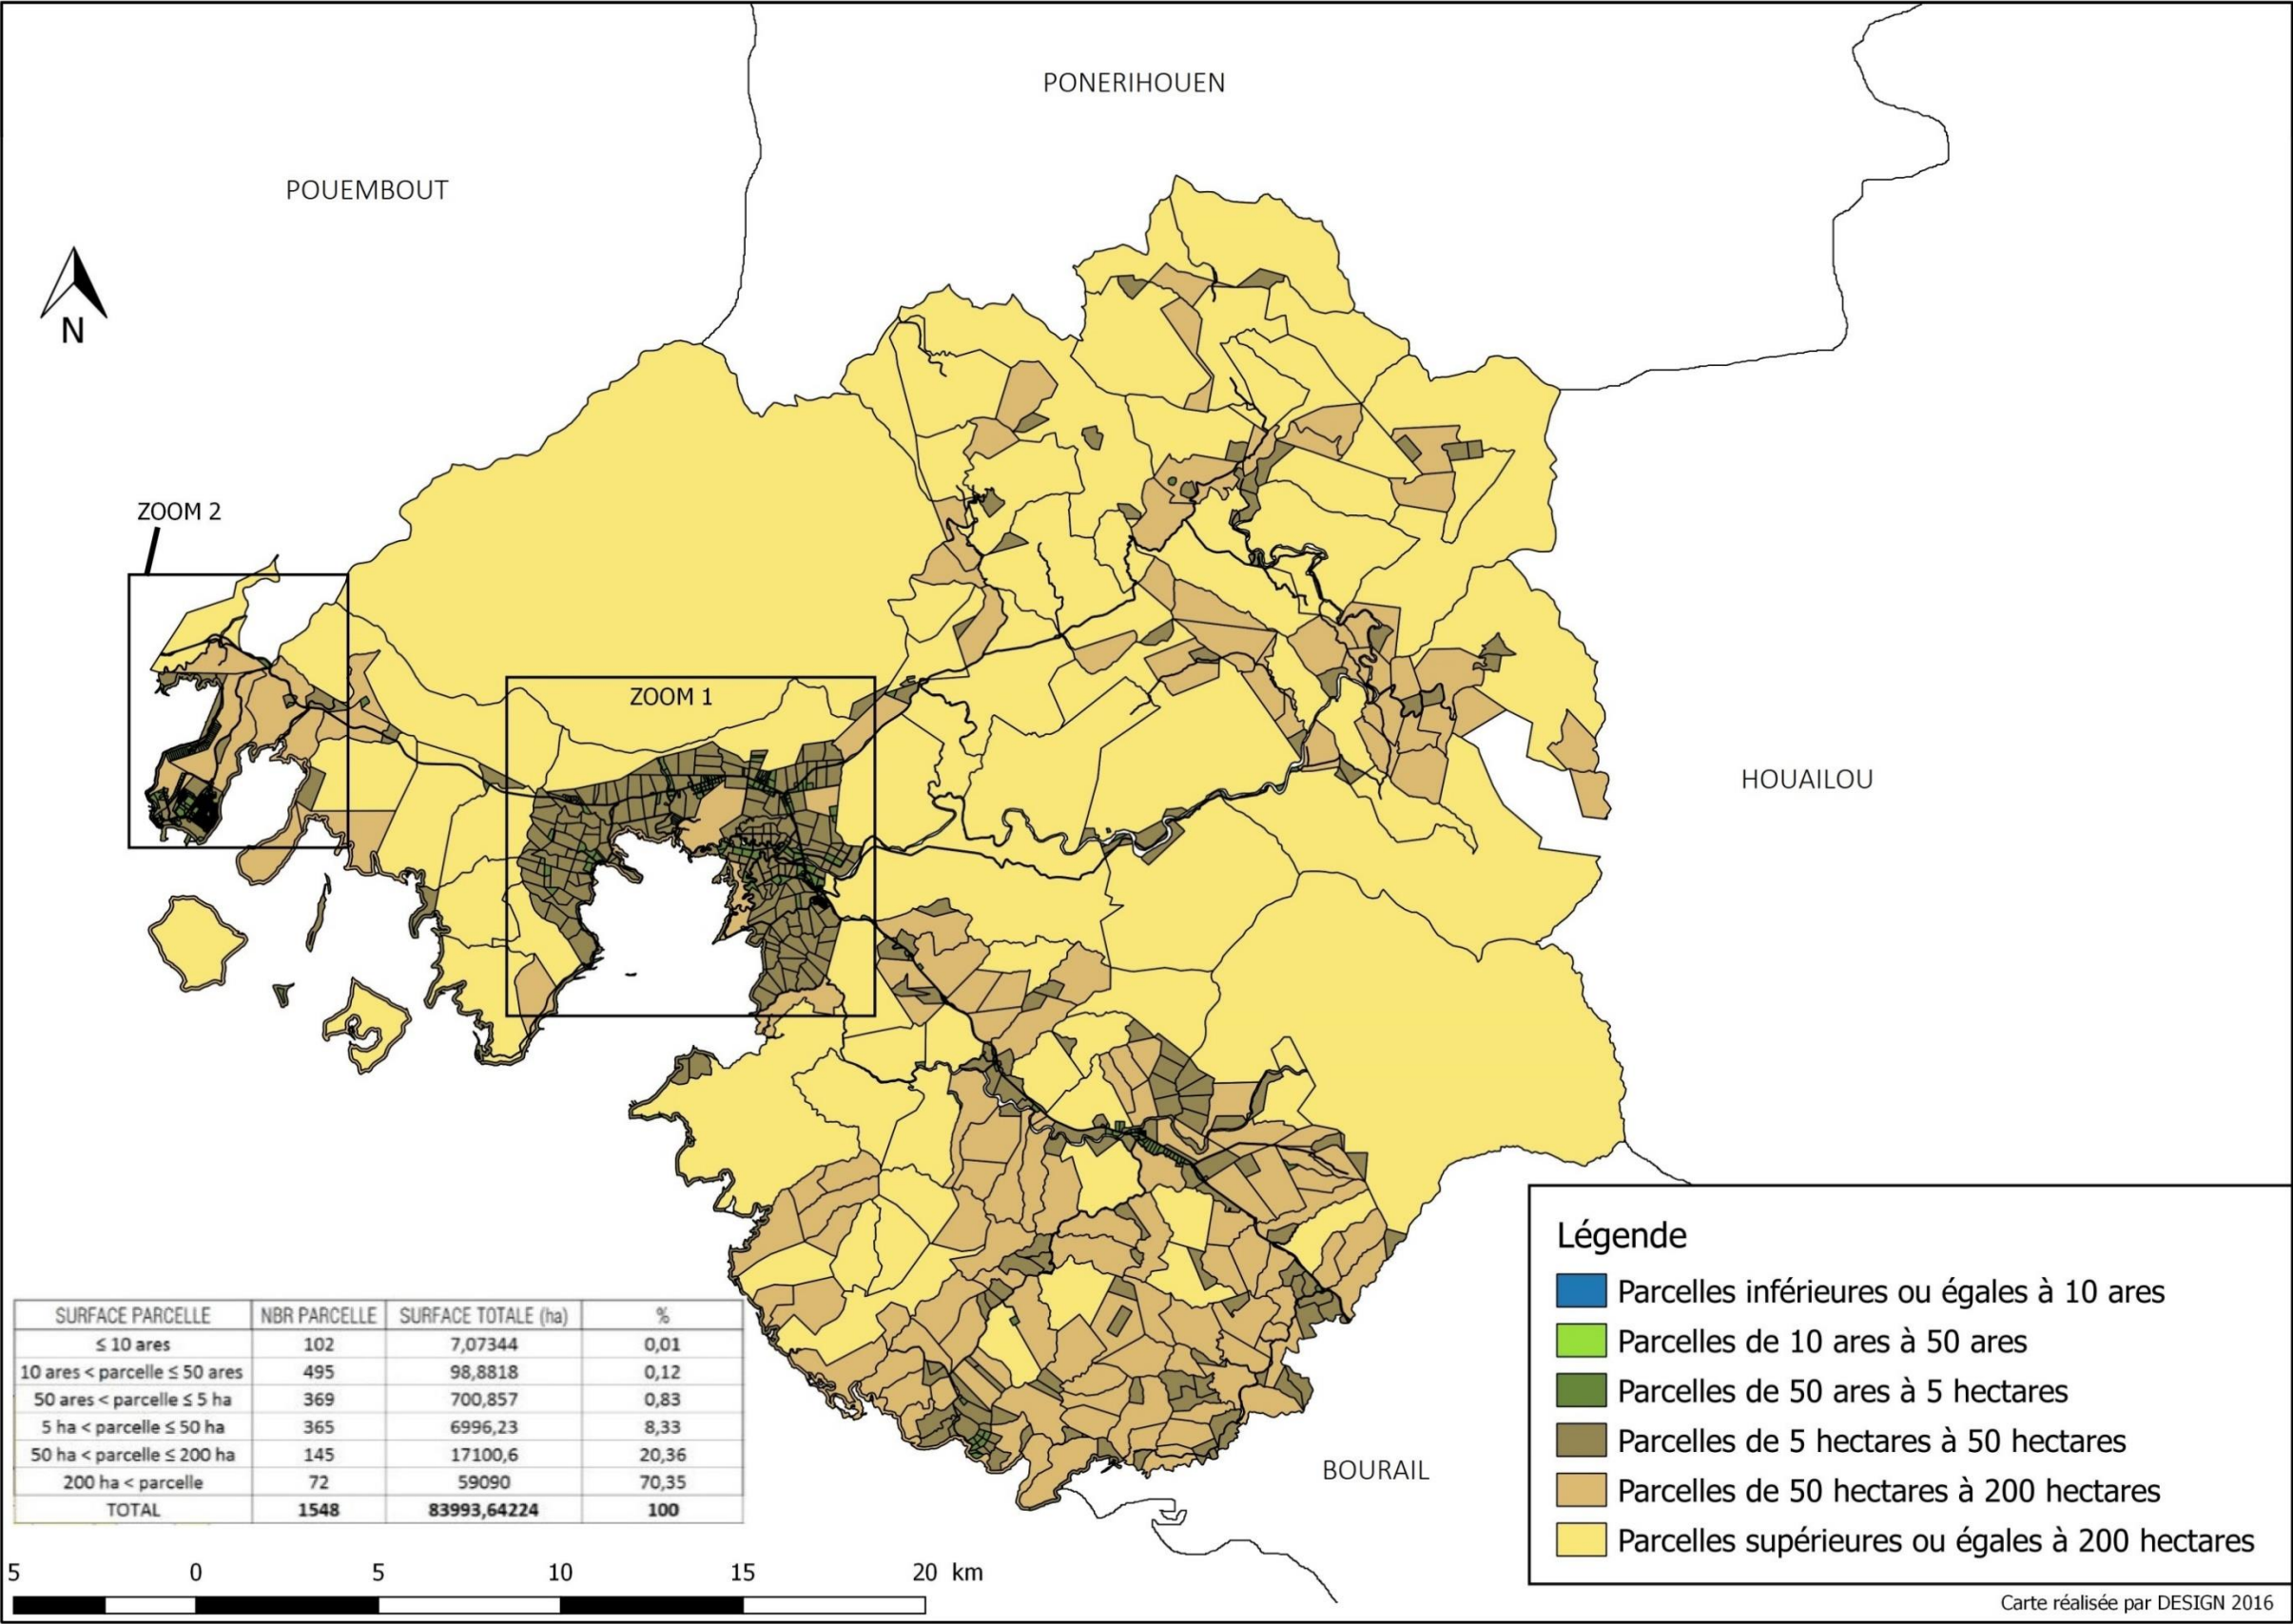 PONERIHOUEN
POUEMBOUT
N
ZOOM 2
ZOOM 1
HOUAILOU
BOURAIL
SURFACE PARCELLE NBR PARCELLE SURFACE TOTALE (ha) %
≤ 10 ares 102 7,07344 0,01
10 ares < parcelle ≤ 50 ares 495 98,8818 0,12
50 ares < parcelle ≤ 5 ha 369 700,857 0,83
5 ha < parcelle ≤ 50 ha 365 6996,23 8,33
50 ha < parcelle ≤ 200 ha 145 17100,6 20,36
200 ha < parcelle 72 59090 70,35
TOTAL 1548 83993,64224 100
5 0 5 10 15 20 km
Légende
Parcelles inférieures ou égales à 10 ares
Parcelles de 10 ares à 50 ares
Parcelles de 50 ares à 5 hectares
Parcelles de 5 hectares à 50 hectares
Parcelles de 50 hectares à 200 hectares
Parcelles supérieures ou égales à 200 hectares
Carte réalisée par DESIGN 2016